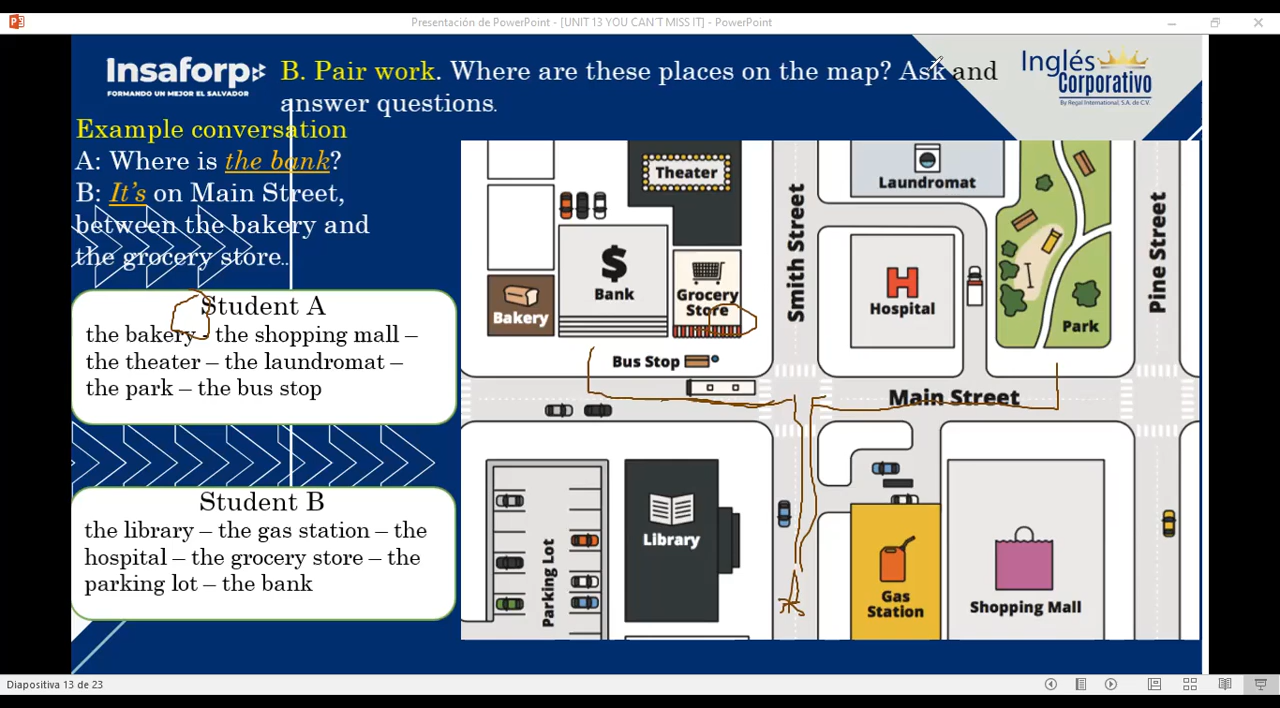 Presentación de PowerPoint - [UNIT 13 YOU CAN'T MISS IT] - PowerPoint
Insaforp
FORMANDO UN MEJOR EL SALVADOR
B. Pair work. Where are these places on the map? Ask and
answer questions.
Inglés
Corporativo
By Regal International, S.A. de C.V.
Example conversation
A: Where is the bank?
B: It's on Main Street,
between the bakery and
the grocery store..
Student A
the bakery - the shopping mall –
the theater – the laundromat –
the park – the bus stop
Student B
the library – the gas station – the
hospital – the grocery store – the
parking lot – the bank
Theater
Laundromat
Smith Street
Pine Street
$
Bank
Grocery
Store
Bakery
H
Hospital
Park
Bus Stop
Main Street
Parking Lot
Library
Gas
Station
Shopping Mall
Diapositiva 13 de 23